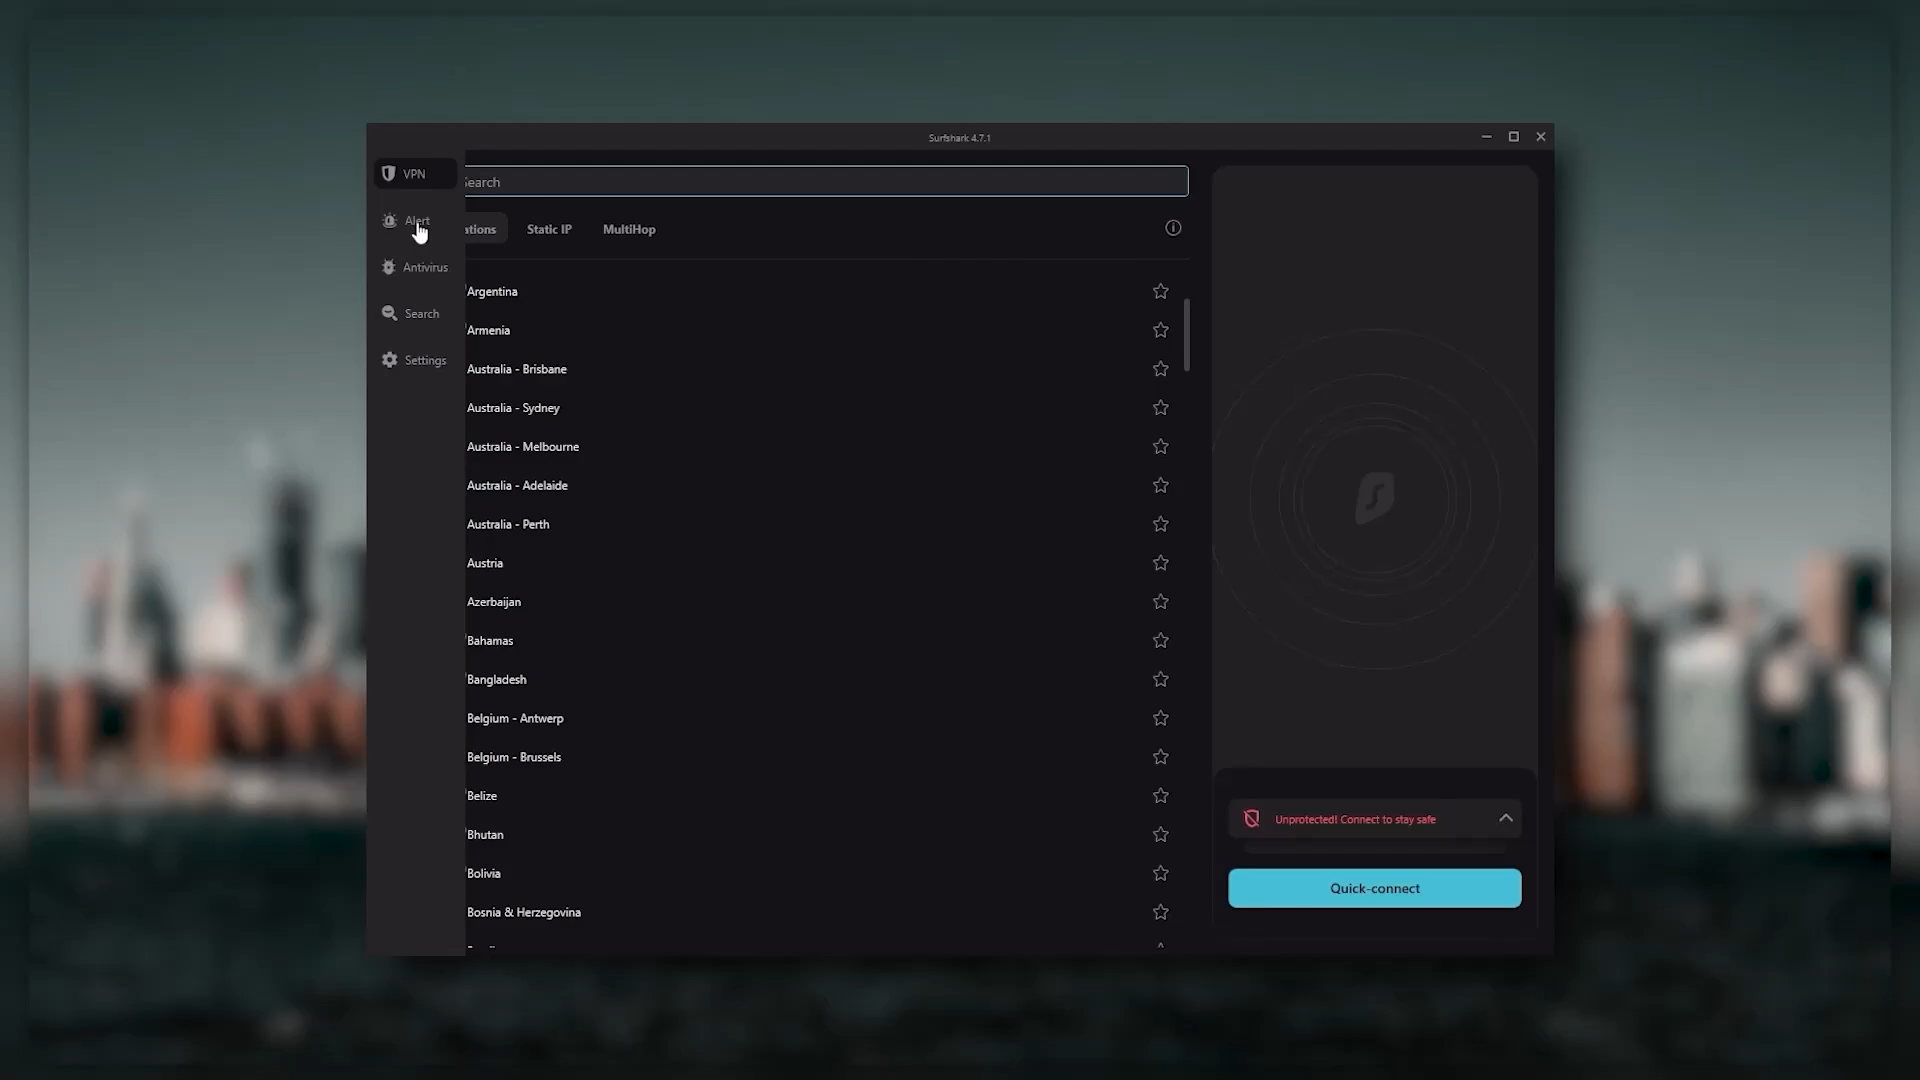 Surfshark 4.7.1
VPN
Alert
Antivirus
Search
Settings
Search
Static IP
MultiHop
Argentina
Armenia
Australia - Brisbane
Australia - Sydney
Australia - Melbourne
Australia - Adelaide
Australia - Perth
Austria
Azerbaijan
Bahamas
Bangladesh
Belgium - Antwerp
Belgium - Brussels
Belize
Bhutan
Bolivia
Bosnia & Herzegovina
Unprotected! Connect to stay safe
Quick-connect